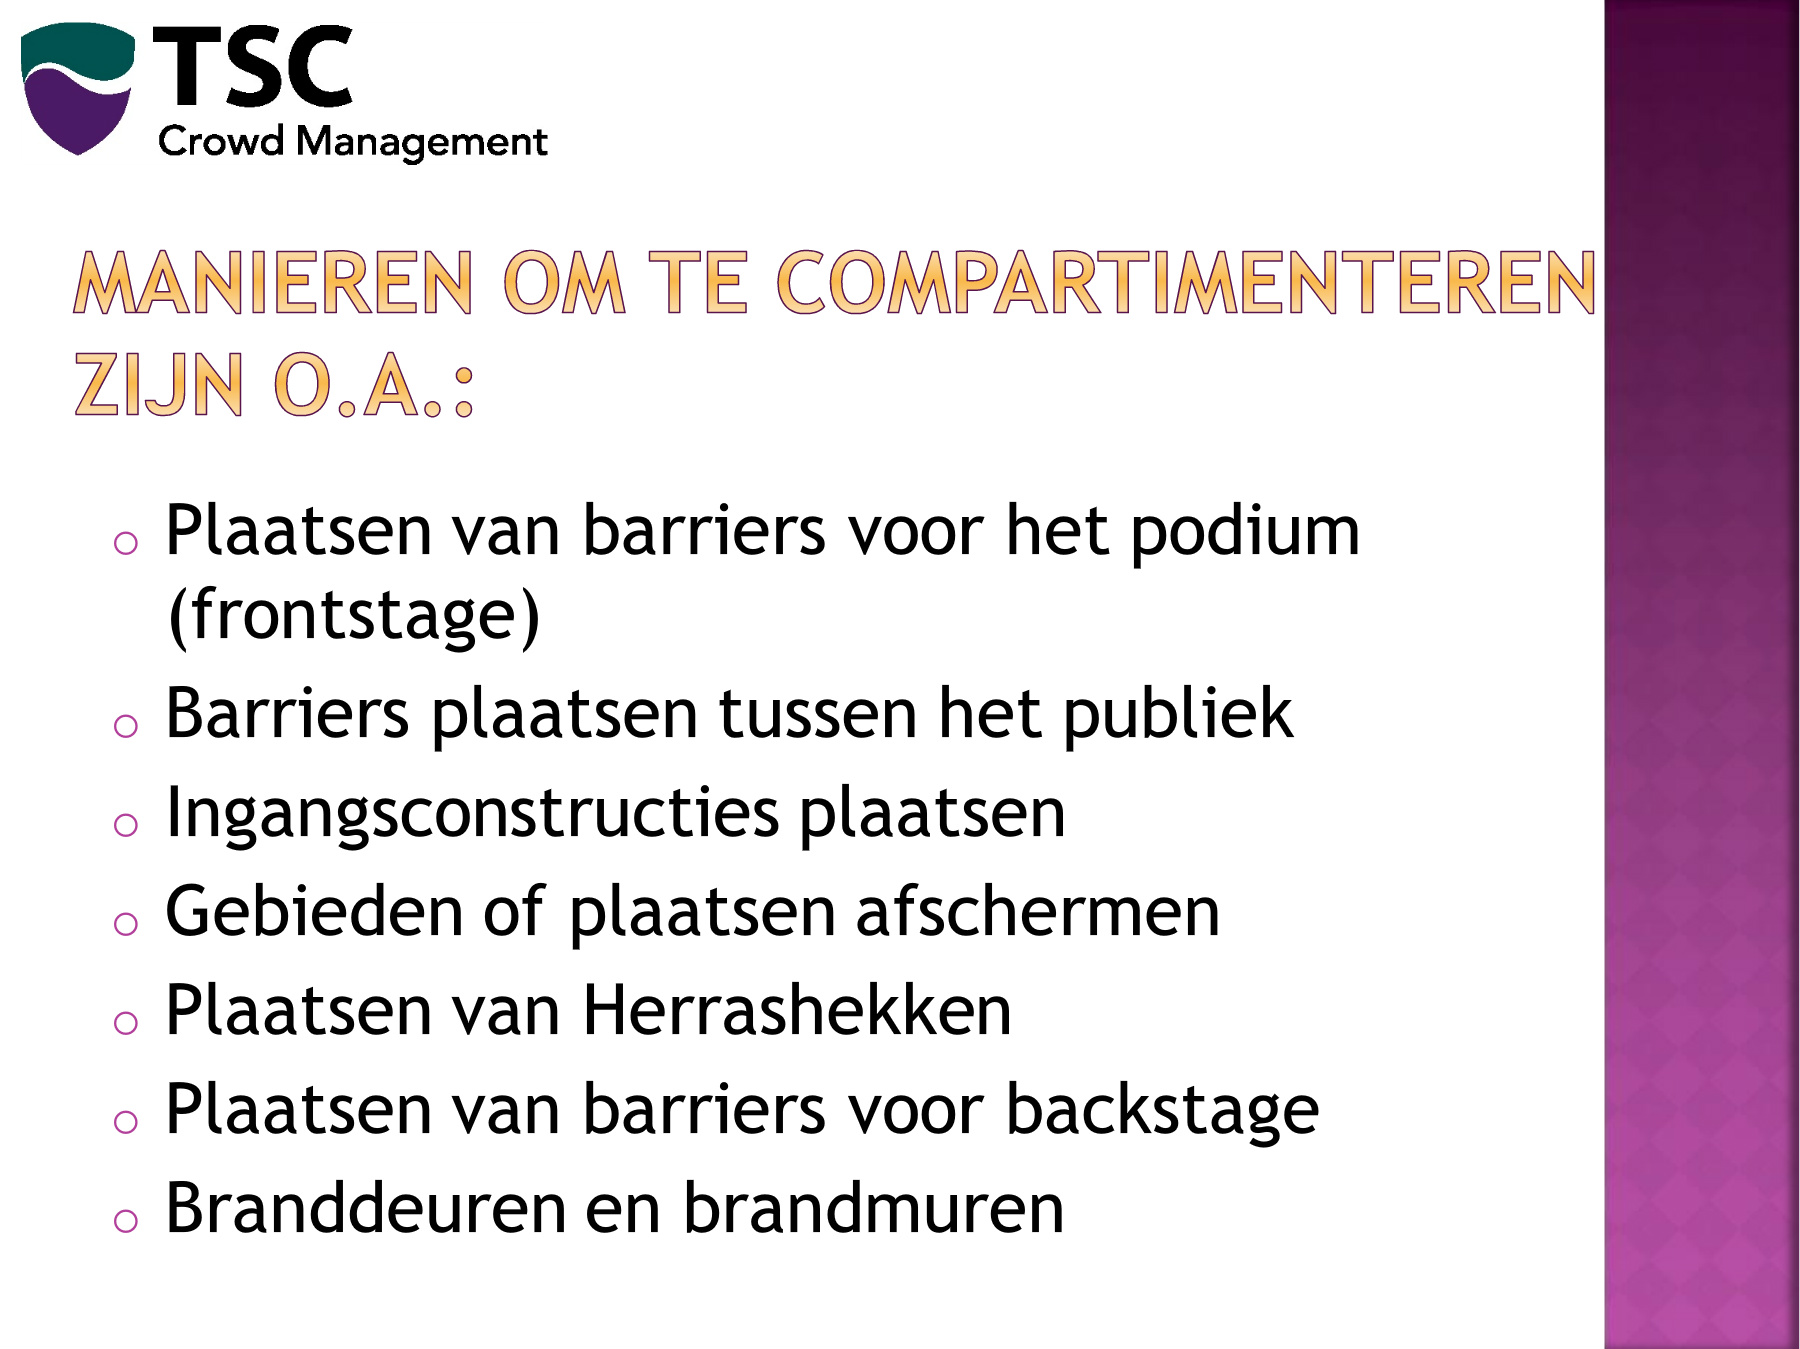 TSC
Crowd Management
MANIEREN OM TE COMPARTIMENTEREN
ZIJN O.A.:
o Plaatsen van barriers voor het podium
(frontstage)
o Barriers plaatsen tussen het publiek
o Ingangsconstructies plaatsen
o Gebieden of plaatsen afschermen
o Plaatsen van Herrashekken
o Plaatsen van barriers voor backstage
o Branddeuren en brandmuren